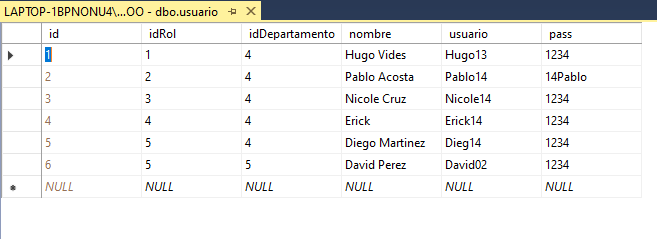 LAPTOP-1BPNONU4\...OO - dbo.usuario
id idRol idDepartamento nombre usuario pass
1 1 4 Hugo Vides Hugo13 1234
2 2 4 Pablo Acosta Pablo14 14Pablo
3 3 4 Nicole Cruz Nicole14 1234
4 4 4 Erick Erick14 1234
5 5 4 Diego Martinez Dieg14 1234
6 5 5 David Perez David02 1234
NULL NULL NULL NULL NULL NULL